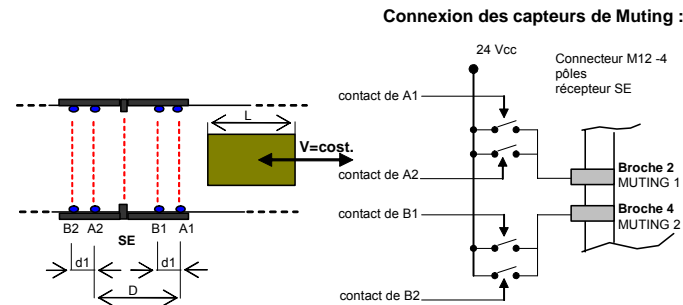 Connexion des capteurs de Muting :
24 Vcc
Connecteur M12 -4
pôles
récepteur SE
contact de A1
L
V=cost.
contact de A2
Broche 2
MUTING 1
contact de B1
Broche 4
MUTING 2
B2 A2 B1 A1
SE
d1 d1
D
contact de B2